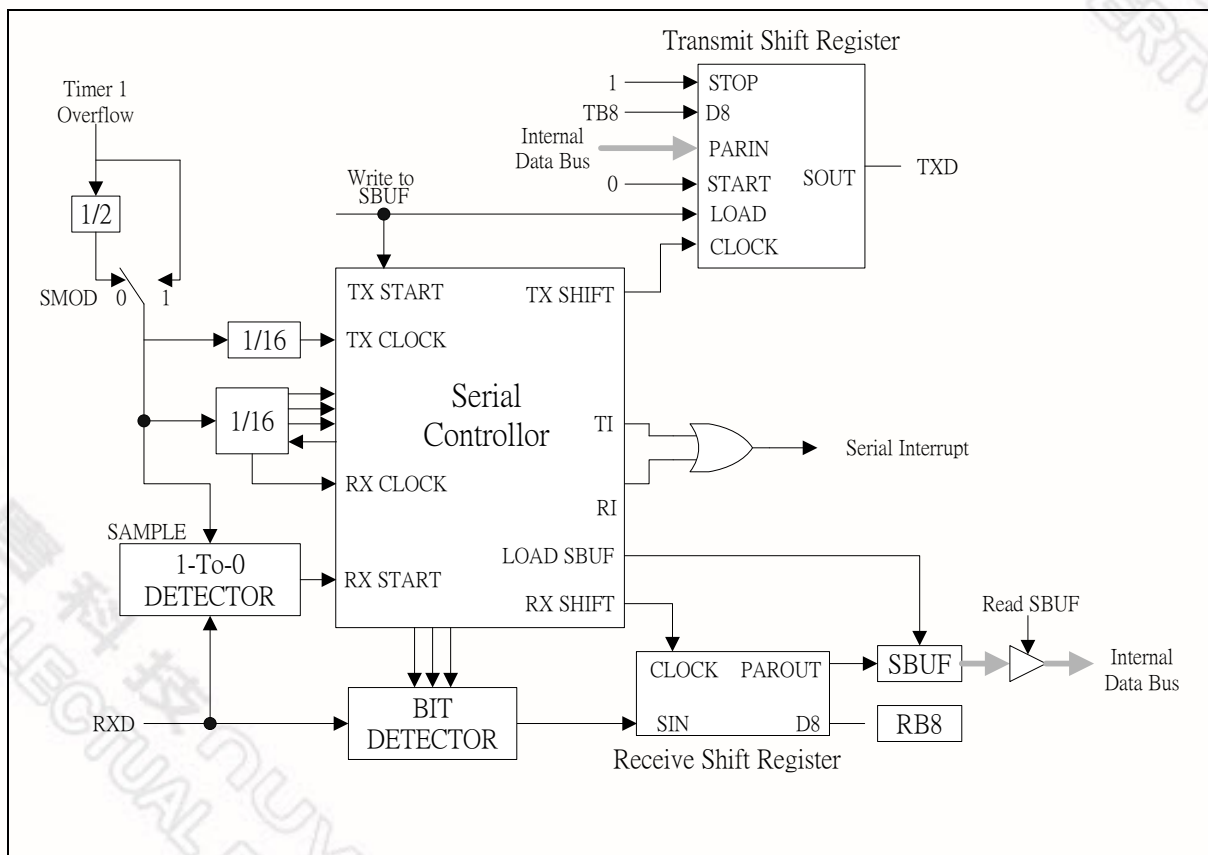 Transmit Shift Register
Timer 1
Overflow
1
STOP
TB8
D8
Internal
Data Bus
PARIN
SOUT
TXD
0
START
Write to
SBUF
LOAD
CLOCK
1/2
SMOD
0
1
TX START
TX SHIFT
1/16
TX CLOCK
1/16
Serial
Controllor
TI
Serial Interrupt
RX CLOCK
RI
SAMPLE
1-To-0
DETECTOR
RX START
LOAD SBUF
RX SHIFT
Read SBUF
CLOCK
PAROUT
SBUF
Internal
Data Bus
RXD
BIT
DETECTOR
SIN
D8
RB8
Receive Shift Register